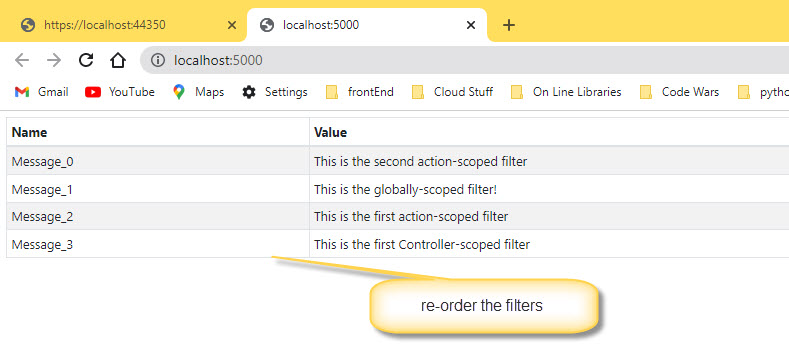 https://localhost:44350
localhost:5000
localhost:5000
Gmail YouTube Maps Settings frontEnd Cloud Stuff On Line Libraries Code Wars pytho
Name Value
Message_0 This is the second action-scoped filter
Message_1 This is the globally-scoped filter!
Message_2 This is the first action-scoped filter
Message_3 This is the first Controller-scoped filter
re-order the filters